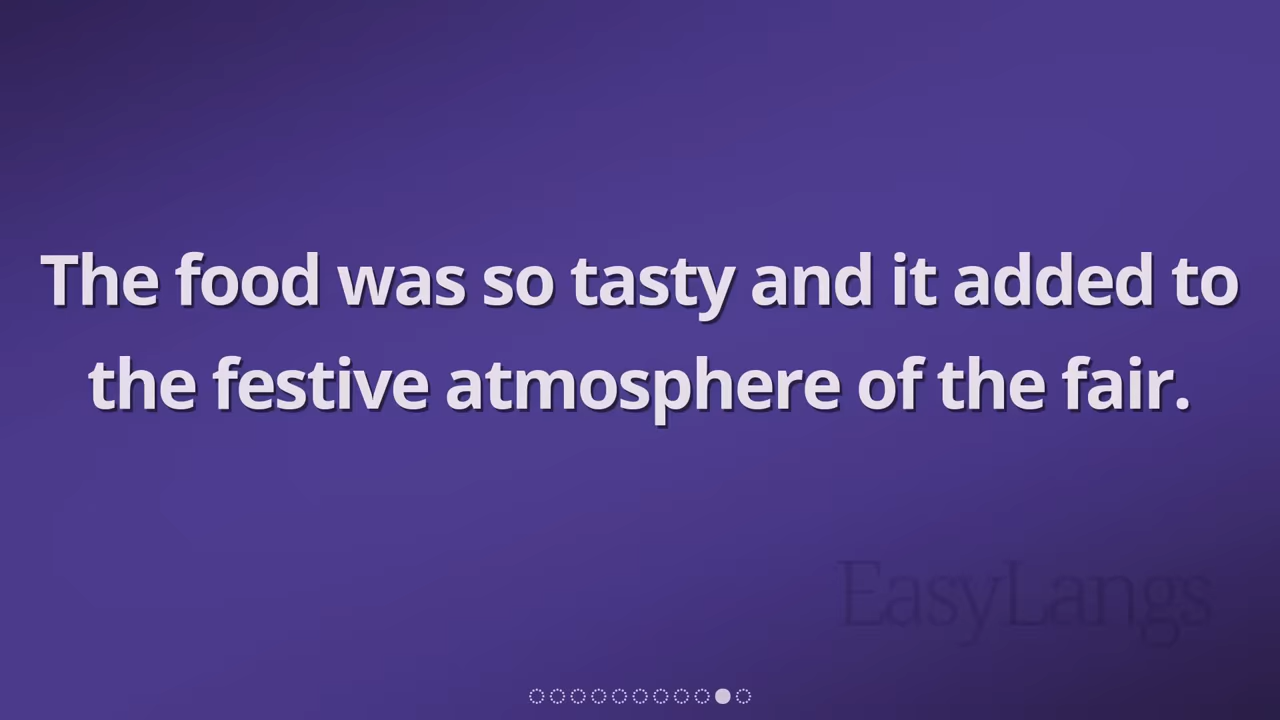 The food was so tasty and it added to
the festive atmosphere of the fair.
EasyLangs